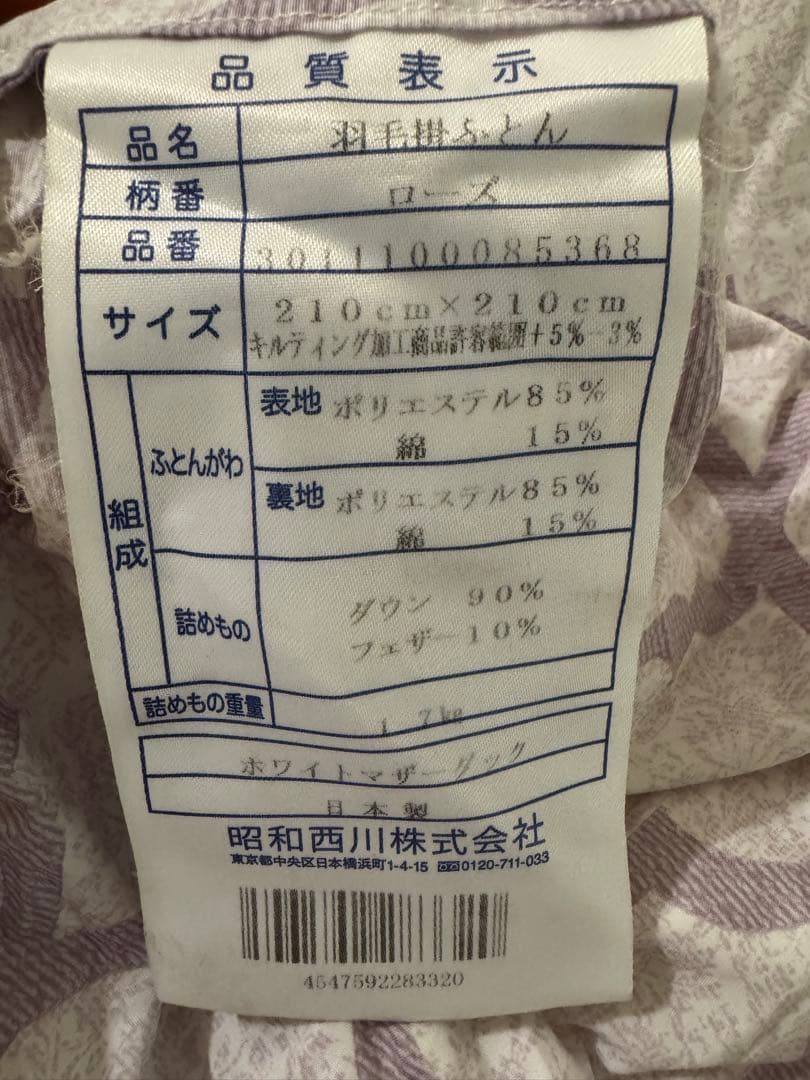 品質表示
品名 羽毛掛ふとん
柄番 ローズ
品番 30111000085368
サイズ 210cm×210cm
キルティング加工商品許容範囲+5%−3%
組成 ふとんがわ 表地 ポリエステル85%
綿 15%
裏地 ポリエステル85%
綿 15%
詰めもの ダウン 90%
フェザー10%
詰めもの重量 1.7kg
ホワイトマザーダック
日本製
昭和西川株式会社
東京都中央区日本橋浜町1-4-15 0120-711-033
4547592283320